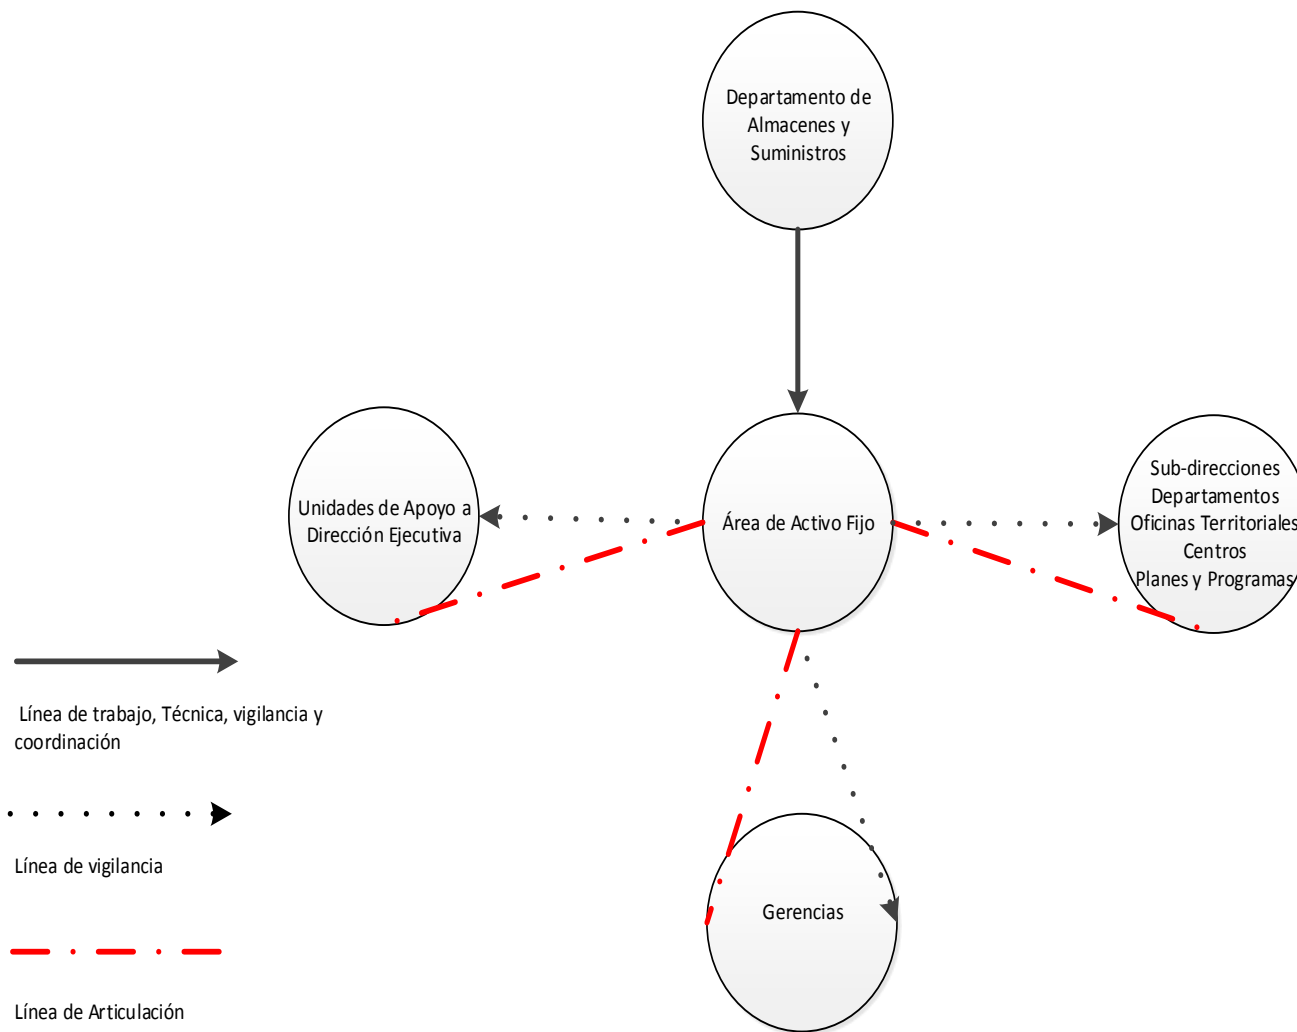 Departamento de
Almacenes y
Suministros
Unidades de Apoyo a
Dirección Ejecutiva
Área de Activo Fijo
Sub-direcciones
Departamentos
Oficinas Territoriales
Centros
Planes y Programas
Línea de trabajo, Técnica, vigilancia y
coordinación
Línea de vigilancia
Gerencias
Línea de Articulación